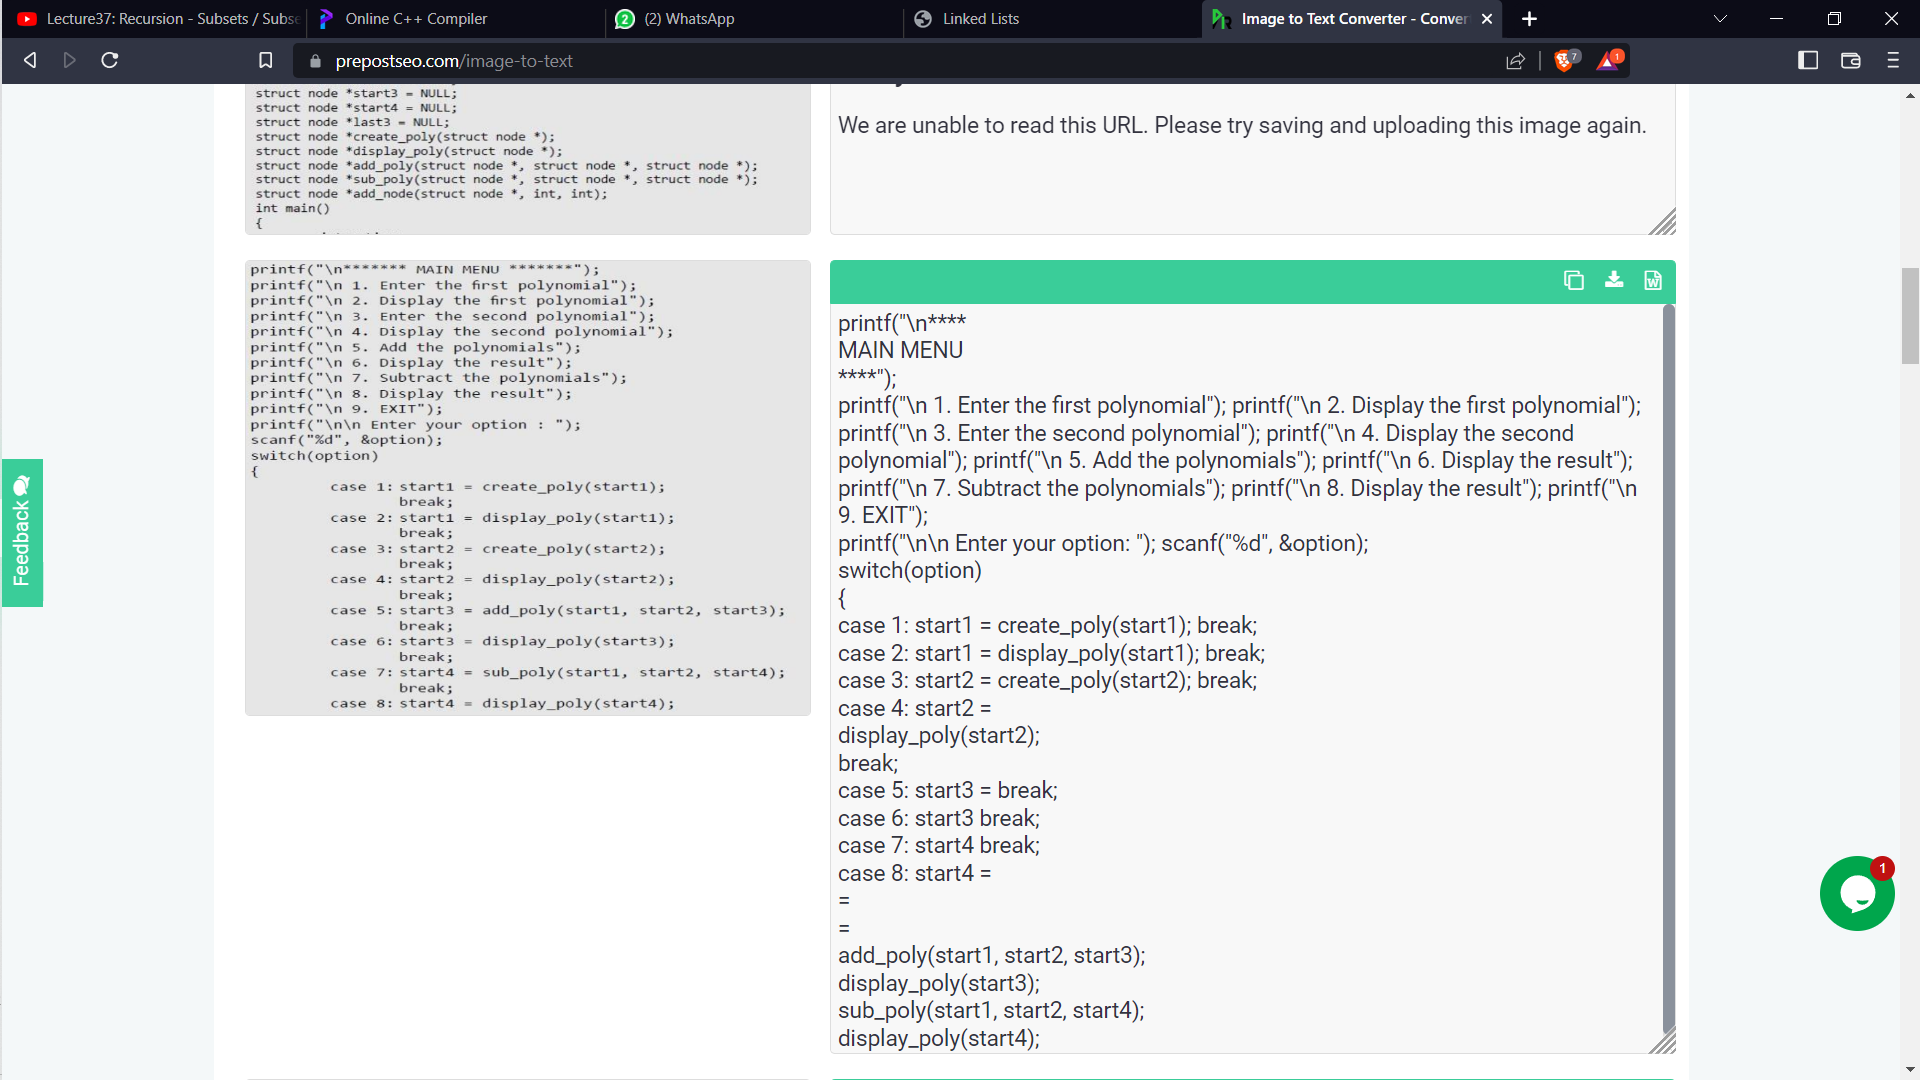 Lecture37: Recursion - Subsets / Subse
Online C++ Compiler
2 (2) WhatsApp
Linked Lists
Image to Text Converter - Conver
prepostseo.com/image-to-text
7
1
struct node *start3 = NULL;
struct node *start4 = NULL;
struct node *last3 = NULL;
struct node *create_poly(struct node *);
struct node *display_poly(struct node *);
struct node *add_poly(struct node *, struct node *, struct node *);
struct node *sub_poly(struct node *, struct node *, struct node *);
struct node *add_node(struct node *, int, int);
int main()
{
We are unable to read this URL. Please try saving and uploading this image again.
printf("\n******* MAIN MENU *******");
printf("\n 1. Enter the first polynomial");
printf("\n 2. Display the first polynomial");
printf("\n 3. Enter the second polynomial");
printf("\n 4. Display the second polynomial");
printf("\n 5. Add the polynomials");
printf("\n 6. Display the result");
printf("\n 7. Subtract the polynomials");
printf("\n 8. Display the result");
printf("\n 9. EXIT");
printf("\n\n Enter your option : ");
scanf("%d", &option);
switch(option)
{
case 1: start1 = create_poly(start1);
break;
case 2: start1 = display_poly(start1);
break;
case 3: start2 = create_poly(start2);
break;
case 4: start2 = display_poly(start2);
break;
case 5: start3 = add_poly(start1, start2, start3);
break;
case 6: start3 = display_poly(start3);
break;
case 7: start4 = sub_poly(start1, start2, start4);
break;
case 8: start4 = display_poly(start4);
printf("\n****
MAIN MENU
****");
printf("\n 1. Enter the first polynomial"); printf("\n 2. Display the first polynomial");
printf("\n 3. Enter the second polynomial"); printf("\n 4. Display the second
polynomial"); printf("\n 5. Add the polynomials"); printf("\n 6. Display the result");
printf("\n 7. Subtract the polynomials"); printf("\n 8. Display the result"); printf("\n
9. EXIT");
printf("\n\n Enter your option: "); scanf("%d", &option);
switch(option)
{
case 1: start1 = create_poly(start1); break;
case 2: start1 = display_poly(start1); break;
case 3: start2 = create_poly(start2); break;
case 4: start2 =
display_poly(start2);
break;
case 5: start3 = break;
case 6: start3 break;
case 7: start4 break;
case 8: start4 =
=
=
add_poly(start1, start2, start3);
display_poly(start3);
sub_poly(start1, start2, start4);
display_poly(start4);
Feedback
1